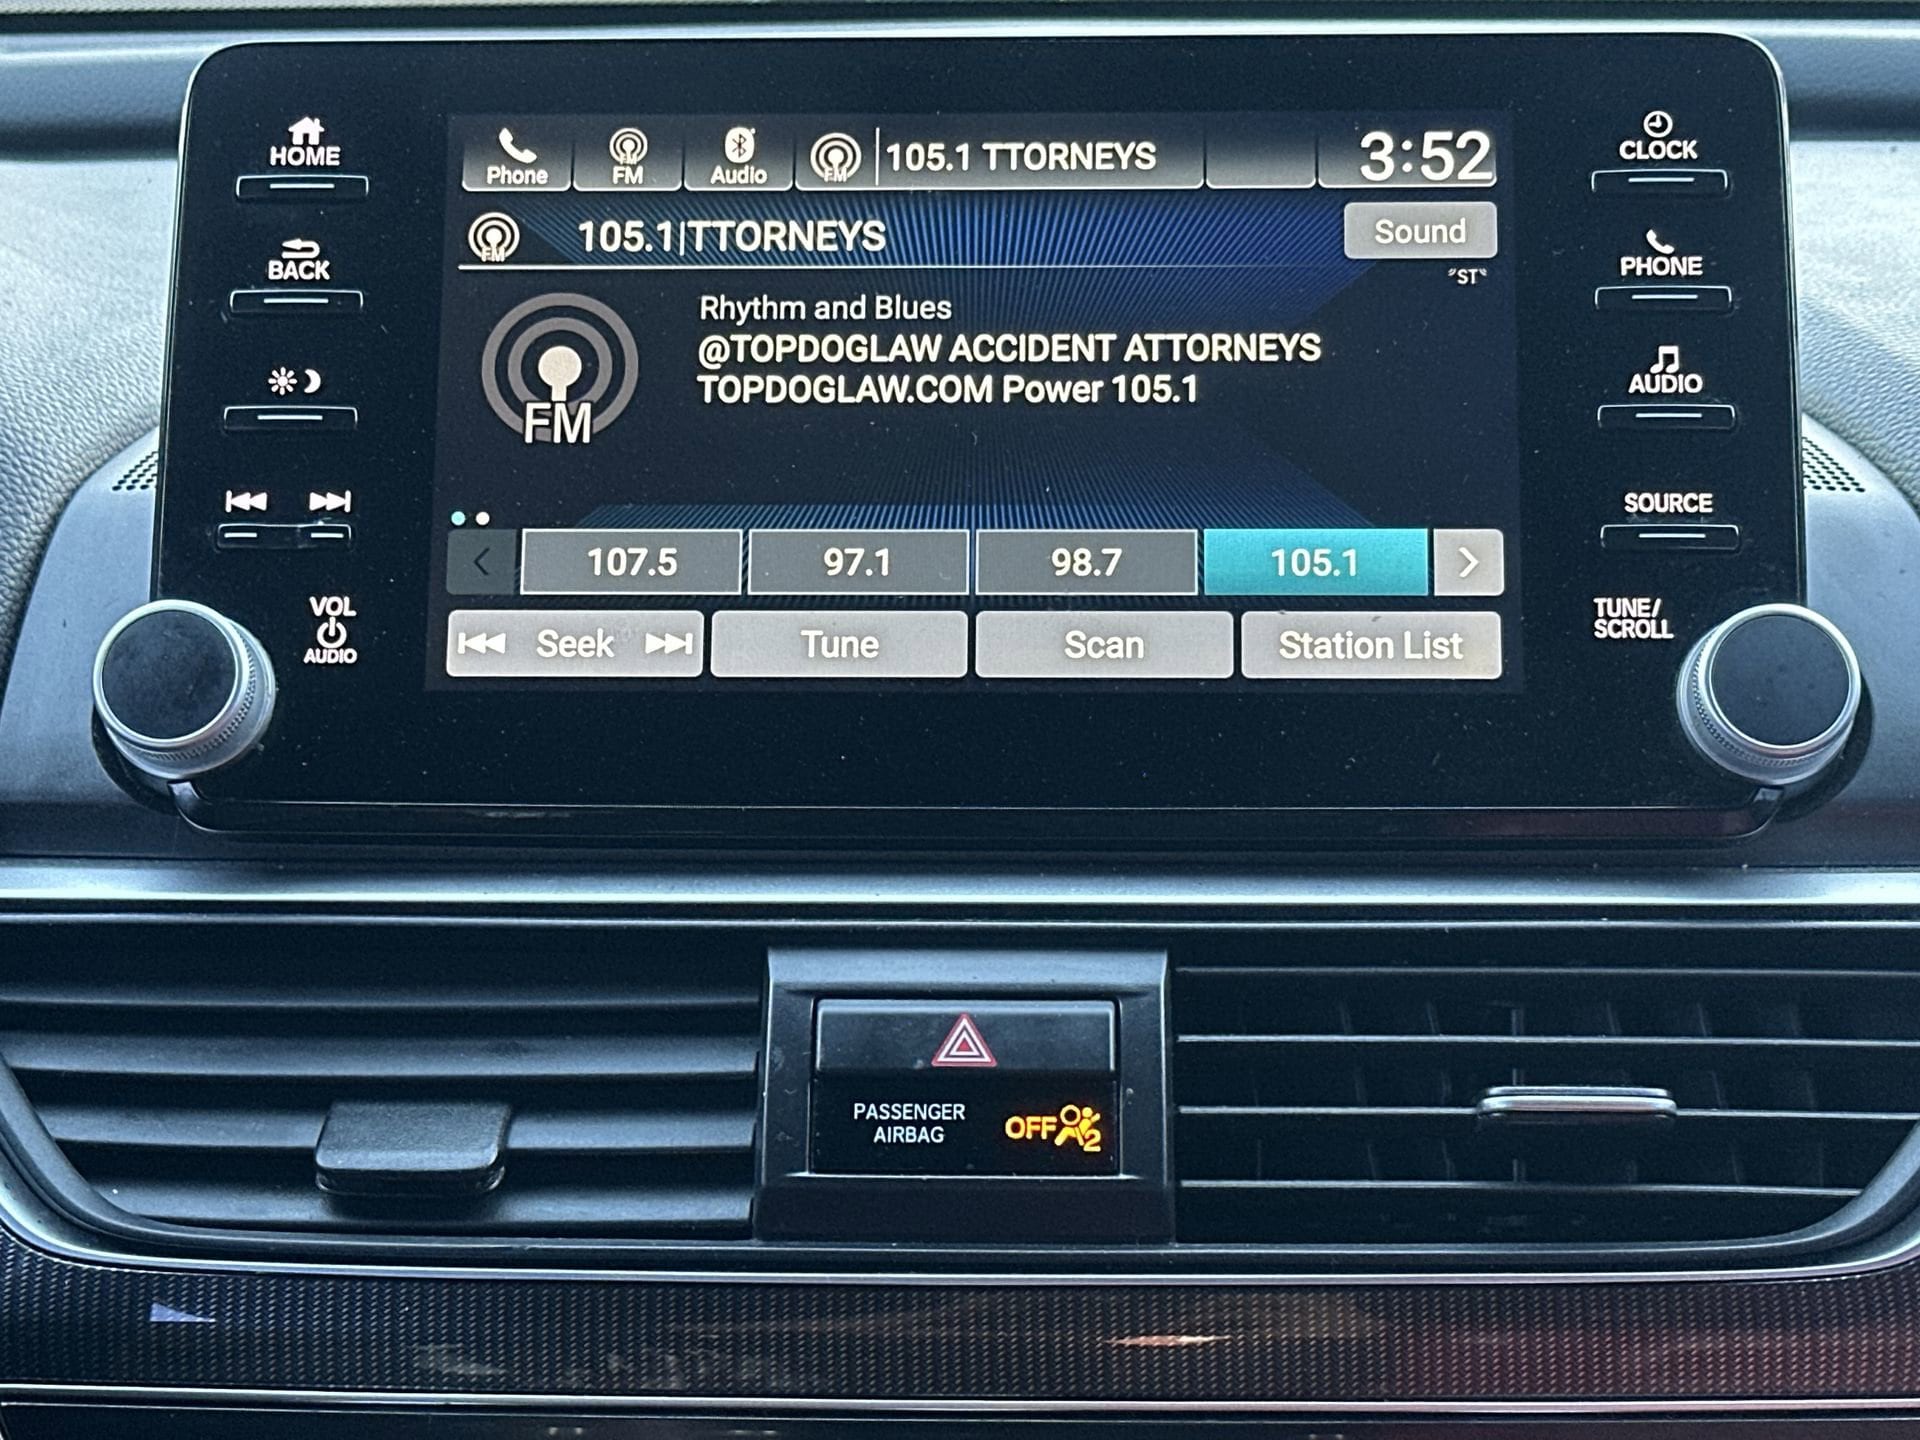 HOME
BACK
VOL
AUDIO
Phone
FM
Audio
FM
105.1 TTORNEYS
3:52
FM
105.1|TTORNEYS
Sound
ST
Rhythm and Blues
@TOPDOGLAW ACCIDENT ATTORNEYS
TOPDOGLAW.COM Power 105.1
FM
107.5
97.1
98.7
105.1
Seek
Tune
Scan
Station List
CLOCK
PHONE
AUDIO
SOURCE
TUNE/
SCROLL
PASSENGER
AIRBAG
OFF 2